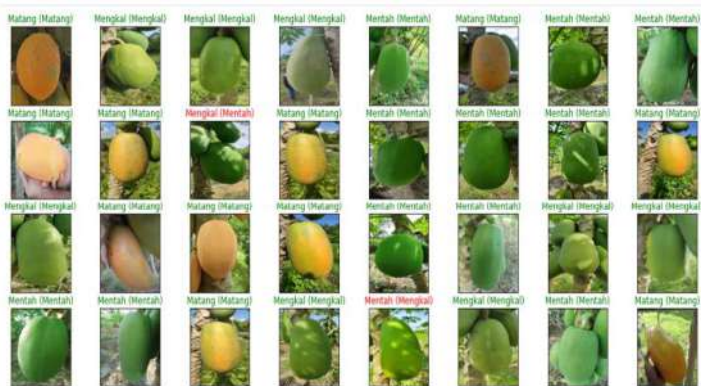 Matang (Matang) Mengkal (Mengkal) Mengkal (Mengkal) Mengkal (Mengkal) Mentah (Mentah) Matang (Matang) Mentah (Mentah) Mentah (Mentah)
Matang (Matang) Matang (Matang) Mengkal (Mentah) Matang (Matang) Mentah (Mentah) Mentah (Mentah) Mentah (Mentah) Matang (Matang)
Mengkal (Mengkal) Matang (Matang) Matang (Matang) Matang (Matang) Mentah (Mentah) Mentah (Mentah) Mengkal (Mengkal) Mengkal (Mengkal)
Mentah (Mentah) Mentah (Mentah) Matang (Matang) Mengkal (Mengkal) Mentah (Mengkal) Mengkal (Mengkal) Mentah (Mentah) Matang (Matang)